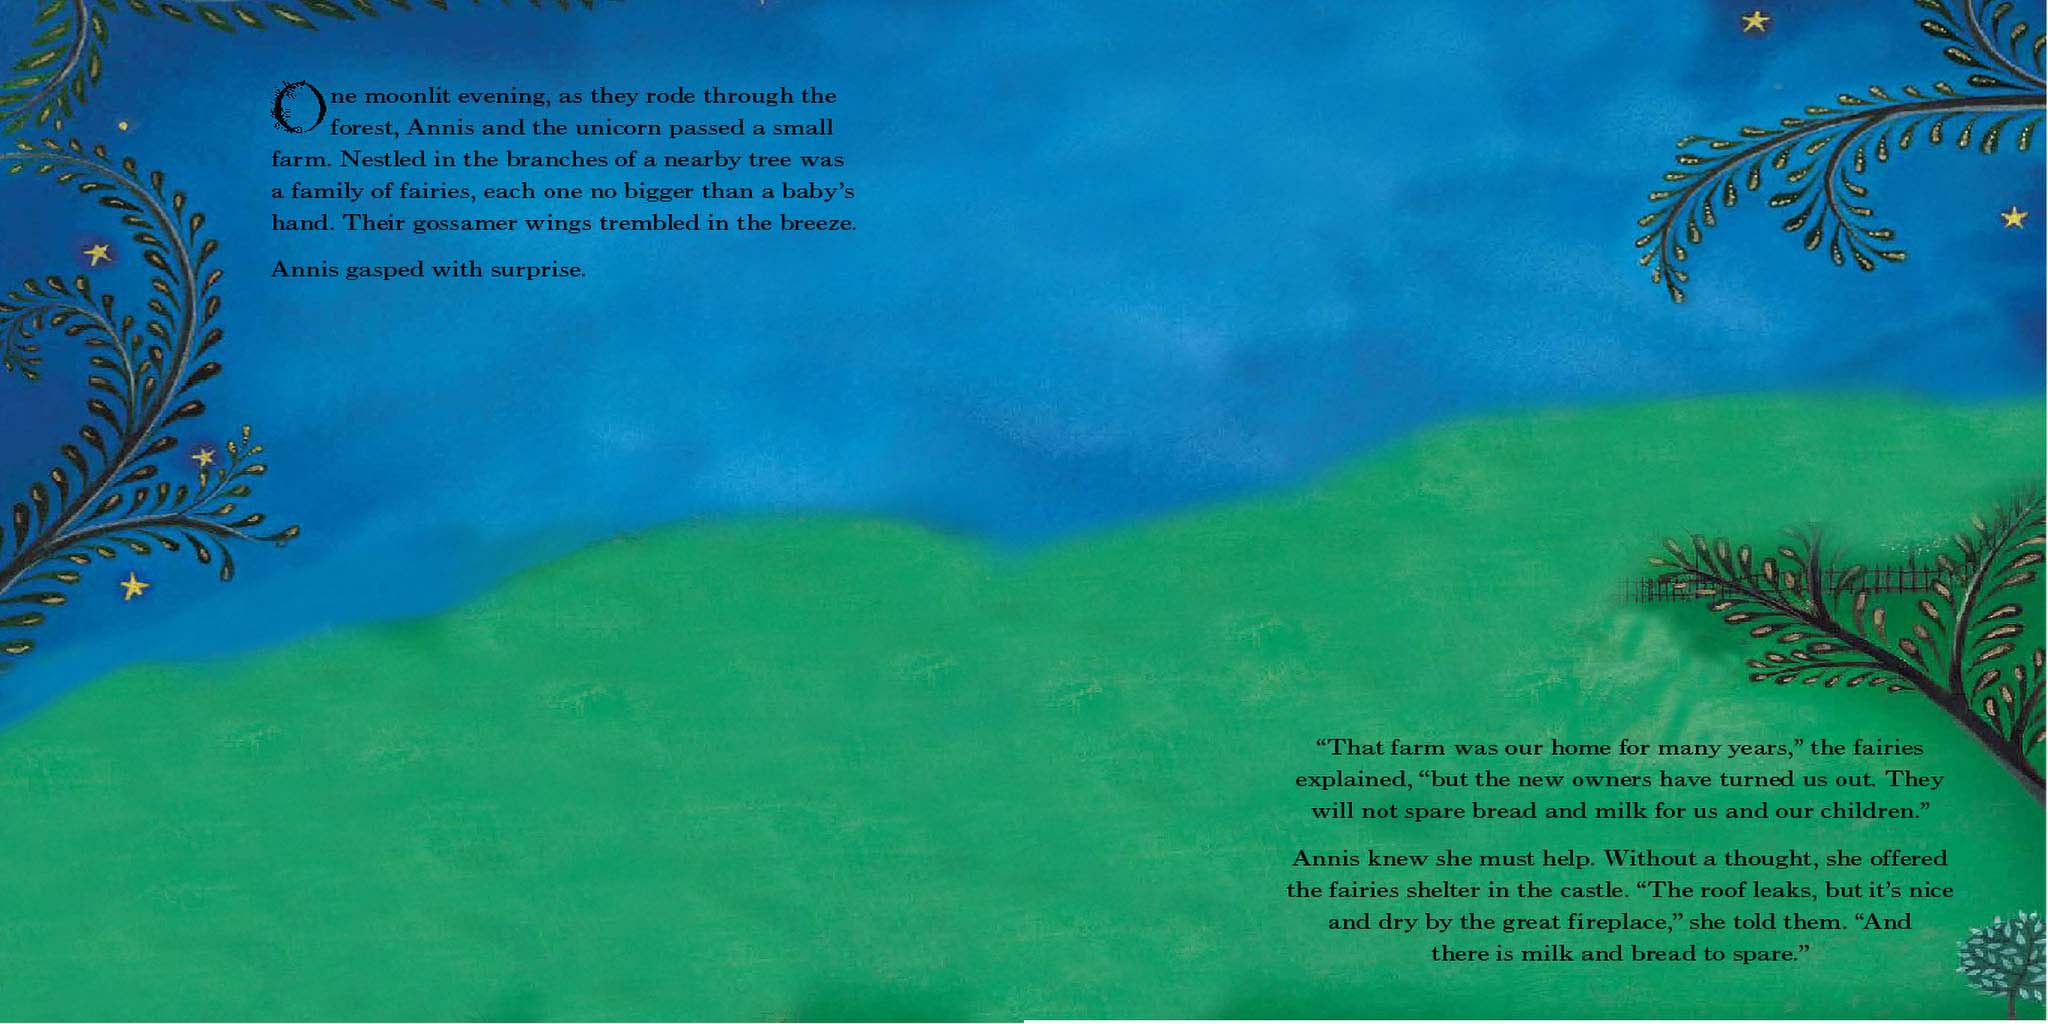 One moonlit evening, as they rode through the
forest, Annis and the unicorn passed a small
farm. Nestled in the branches of a nearby tree was
a family of fairies, each one no bigger than a baby’s
hand. Their gossamer wings trembled in the breeze.
Annis gasped with surprise.
“That farm was our home for many years,” the fairies
explained, “but the new owners have turned us out. They
will not spare bread and milk for us and our children.”
Annis knew she must help. Without a thought, she offered
the fairies shelter in the castle. “The roof leaks, but it’s nice
and dry by the great fireplace,” she told them. “And
there is milk and bread to spare.”